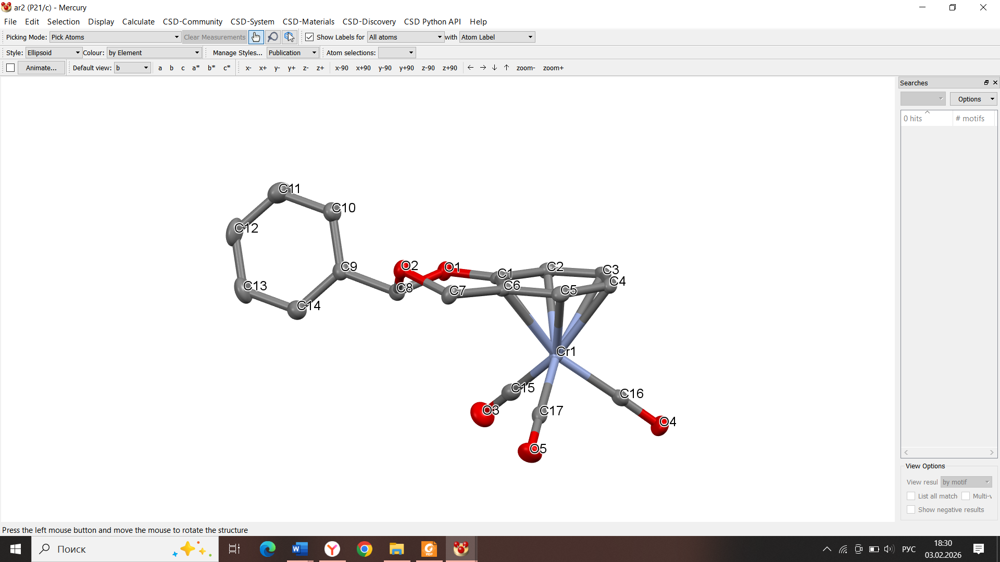 ar2 (P21/c) - Mercury
File Edit Selection Display Calculate CSD-Community CSD-System CSD-Materials CSD-Discovery CSD Python API Help
Picking Mode: Pick Atoms Clear Measurements Show Labels for All atoms with Atom Label
Style: Ellipsoid Colour: by Element Manage Styles... Publication Atom selections:
Animate... Default view: b a b c a* b* c* x- x+ y- y+ z- z+ x-90 x+90 y-90 y+90 z-90 z+90 ← → ↓ ↑ zoom- zoom+
Searches
Options
0 hits # motifs
C11
C10
C12
C9 O2 O1 C1 C2 C3
C13 C8 C7 C6 C5 C4
C14
Cr1
C15 C16
O3 C17 O4
O5
View Options
View resul by motif
List all match Multi-v
Show negative results
Press the left mouse button and move the mouse to rotate the structure
Поиск
РУС
18:30
03.02.2026